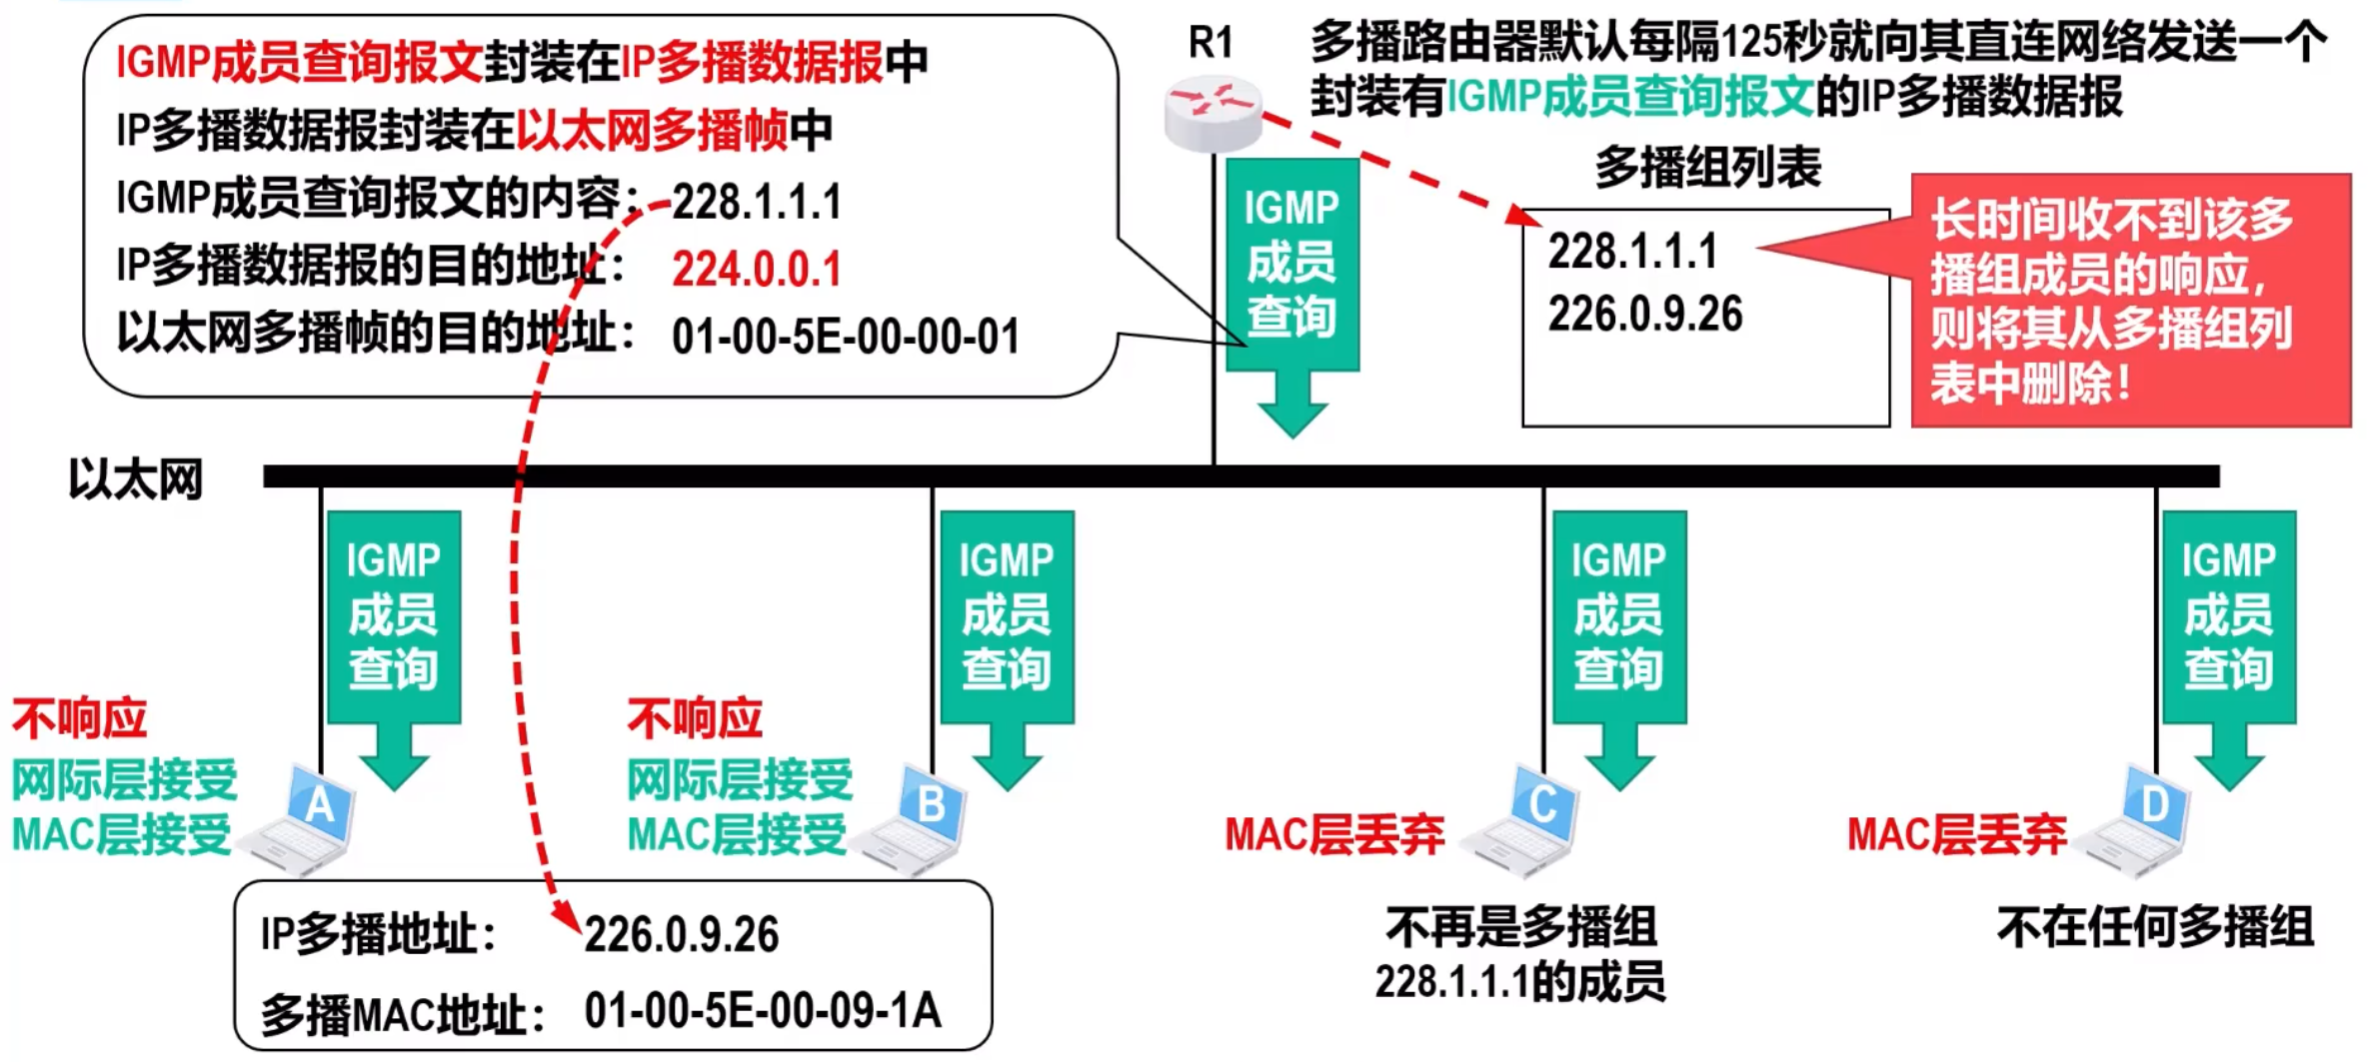 IGMP成员查询报文封装在IP多播数据报中
IP多播数据报封装在以太网多播帧中
IGMP成员查询报文的内容：228.1.1.1
IP多播数据报的目的地址：224.0.0.1
以太网多播帧的目的地址：01-00-5E-00-00-01
R1
多播路由器默认每隔125秒就向其直连网络发送一个
封装有IGMP成员查询报文的IP多播数据报
IGMP
成员
查询
多播组列表
228.1.1.1
226.0.9.26
长时间收不到该多
播组成员的响应，
则将其从多播组列
表中删除！
以太网
IGMP
成员
查询
不响应
网际层接受
MAC层接受
A
IGMP
成员
查询
不响应
网际层接受
MAC层接受
B
IP多播地址：226.0.9.26
多播MAC地址：01-00-5E-00-09-1A
IGMP
成员
查询
MAC层丢弃
C
不再是多播组
228.1.1.1的成员
IGMP
成员
查询
MAC层丢弃
D
不在任何多播组